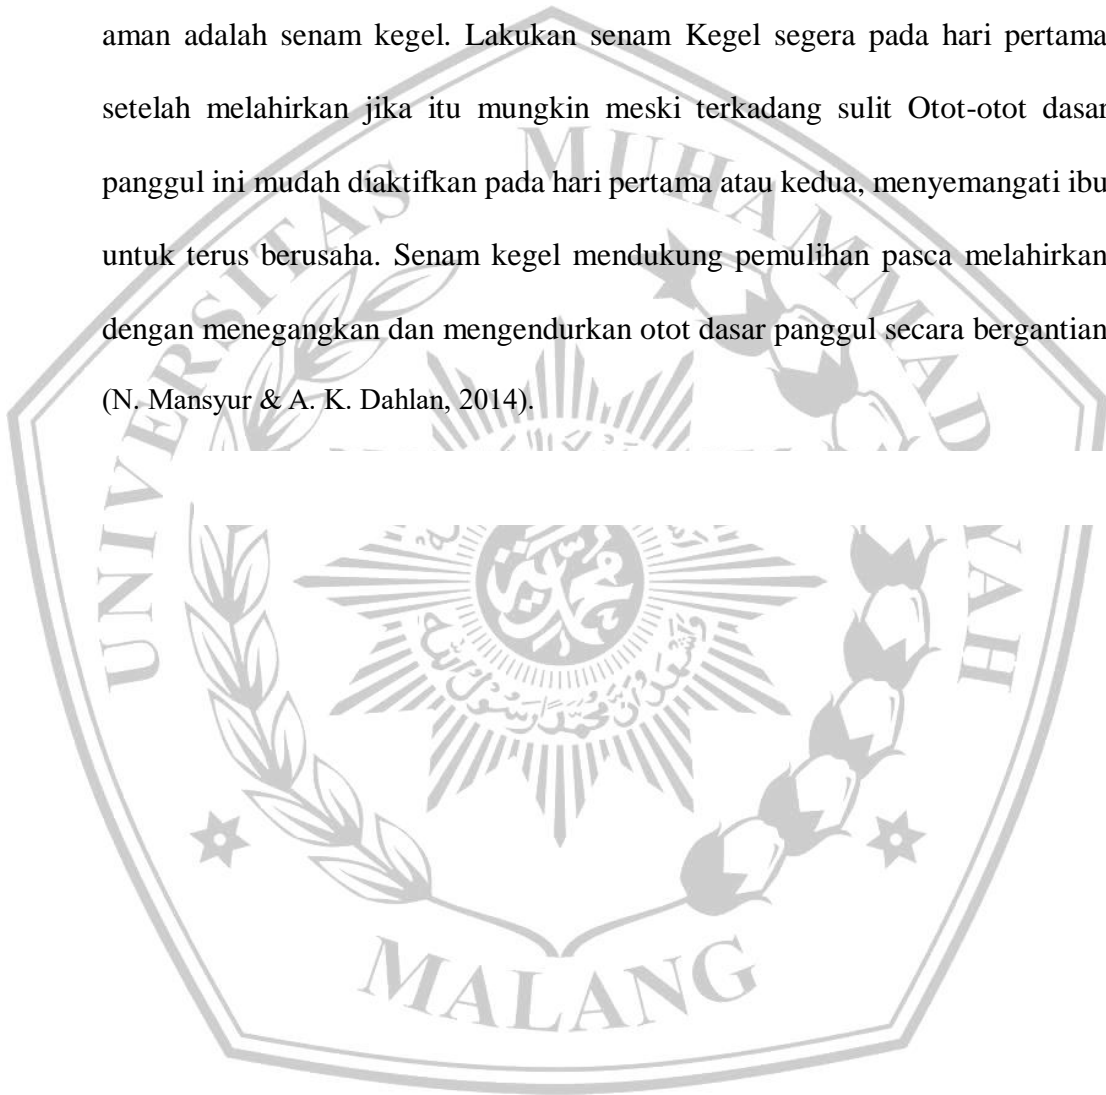 aman adalah senam kegel. Lakukan senam Kegel segera pada hari pertama
setelah melahirkan jika itu mungkin meski terkadang sulit Otot-otot dasar
panggul ini mudah diaktifkan pada hari pertama atau kedua, menyemangati ibu
untuk terus berusaha. Senam kegel mendukung pemulihan pasca melahirkan
dengan menegangkan dan mengendurkan otot dasar panggul secara bergantian
(N. Mansyur & A. K. Dahlan, 2014).
UNIVERSITAS MUHAMMAD YAH
MALANG